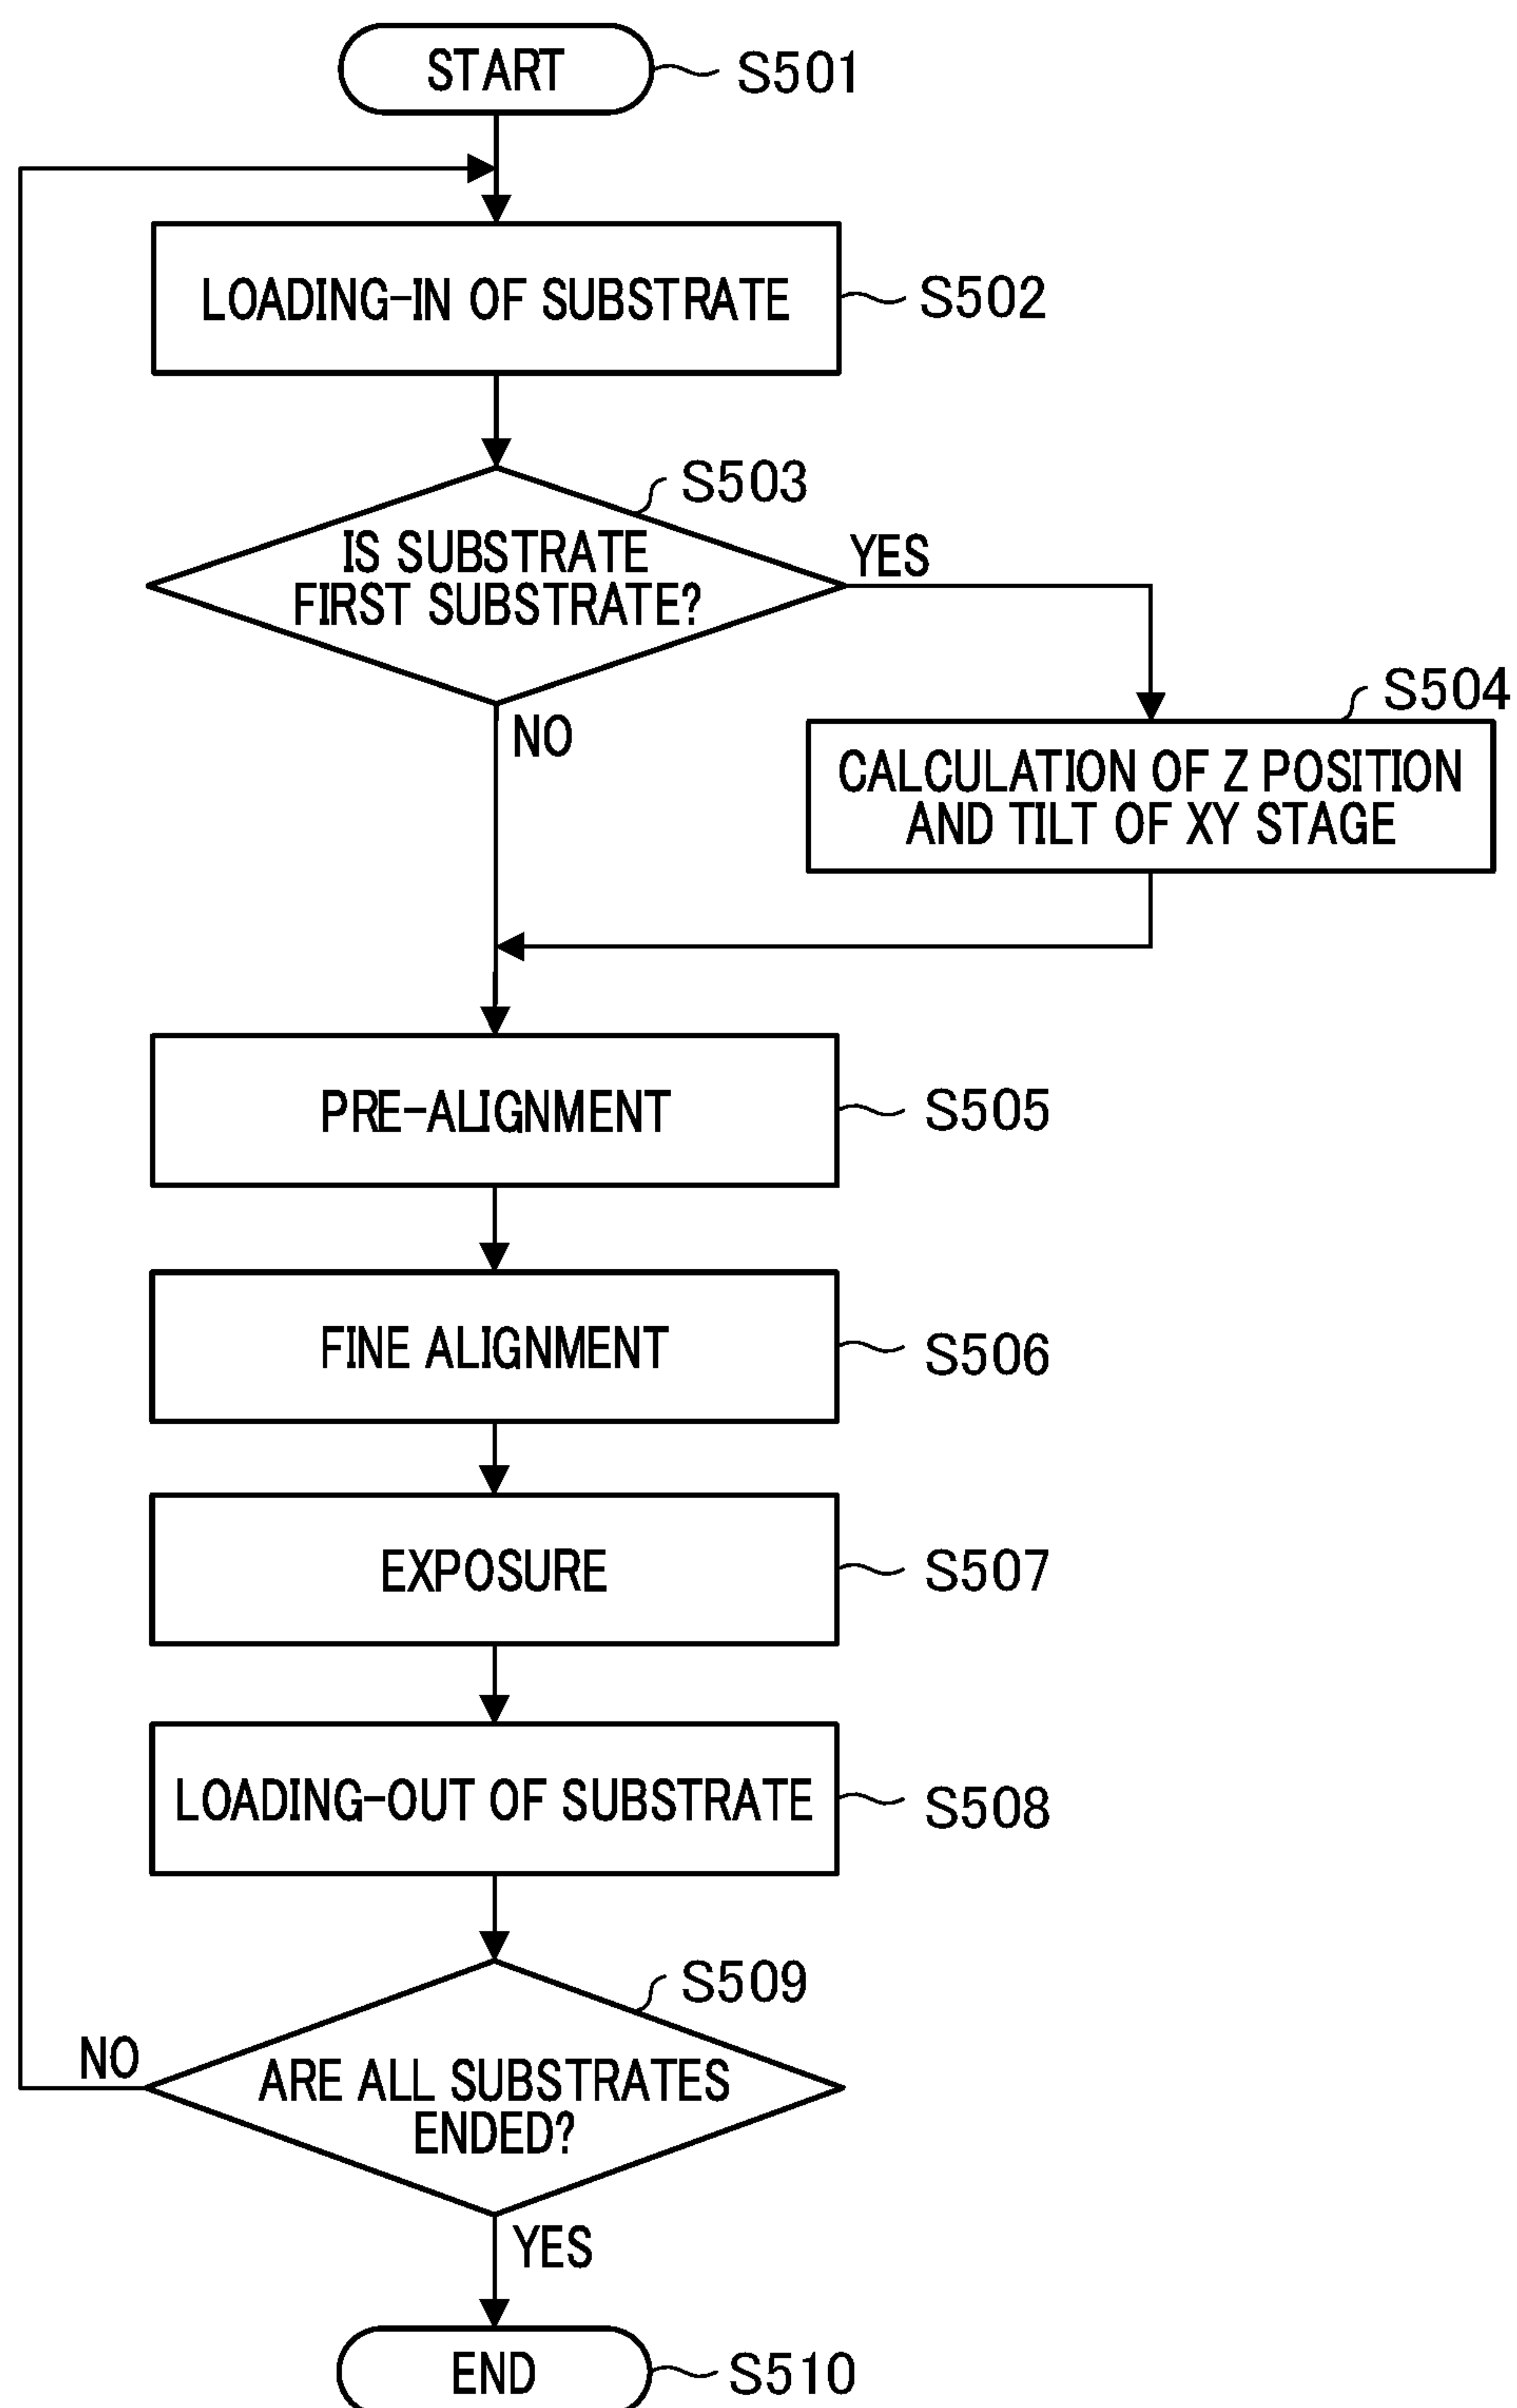 START
S501
LOADING-IN OF SUBSTRATE
S502
S503
IS SUBSTRATE
FIRST SUBSTRATE?
YES
NO
S504
CALCULATION OF Z POSITION
AND TILT OF XY STAGE
PRE-ALIGNMENT
S505
FINE ALIGNMENT
S506
EXPOSURE
S507
LOADING-OUT OF SUBSTRATE
S508
S509
NO
ARE ALL SUBSTRATES
ENDED?
YES
END
S510